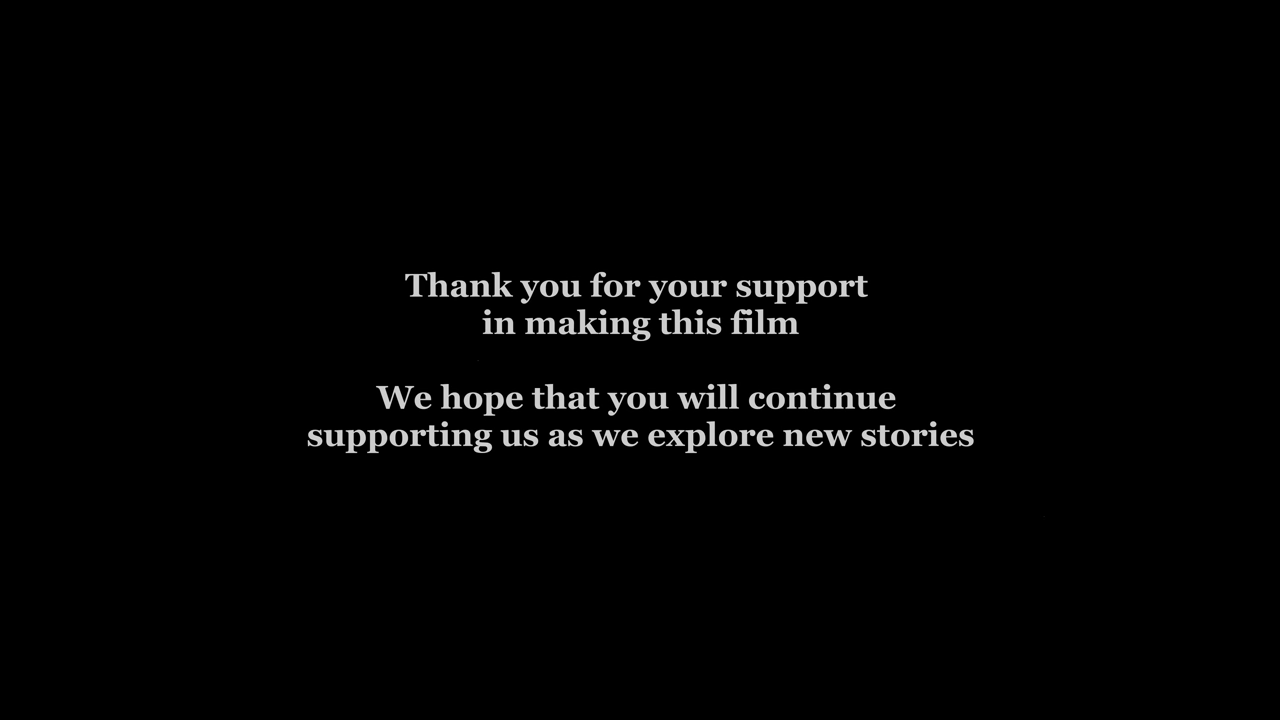 Thank you for your support
in making this film
We hope that you will continue
supporting us as we explore new stories